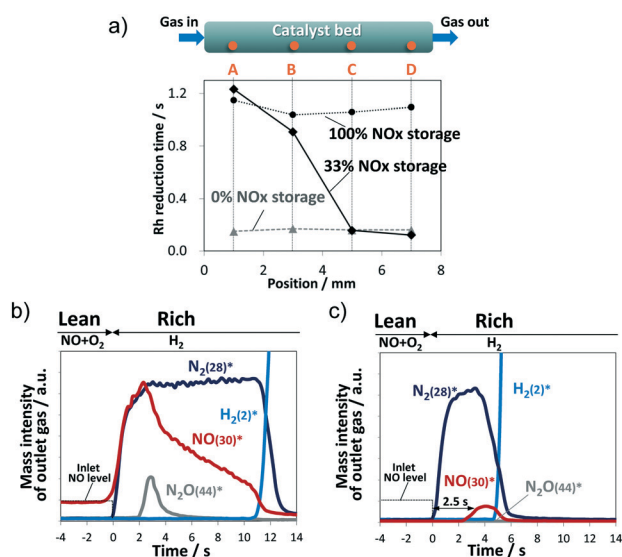 a)
Gas in
Catalyst bed
Gas out
A B C D
Rh reduction time / s
1.2
0.8
0.4
0.0
100% NOx storage
33% NOx storage
0% NOx storage
0 2 4 6 8
Position / mm
b)
Lean Rich
NO+O2 H2
Mass intensity
of outlet gas / a.u.
N2(28)*
H2(2)*
NO(30)*
N2O(44)*
Inlet
NO level
-4 -2 0 2 4 6 8 10 12 14
Time / s
c)
Lean Rich
NO+O2 H2
Mass intensity
of outlet gas / a.u.
N2(28)*
H2(2)*
NO(30)*
N2O(44)*
2.5 s
Inlet
NO level
-4 -2 0 2 4 6 8 10 12 14
Time / s